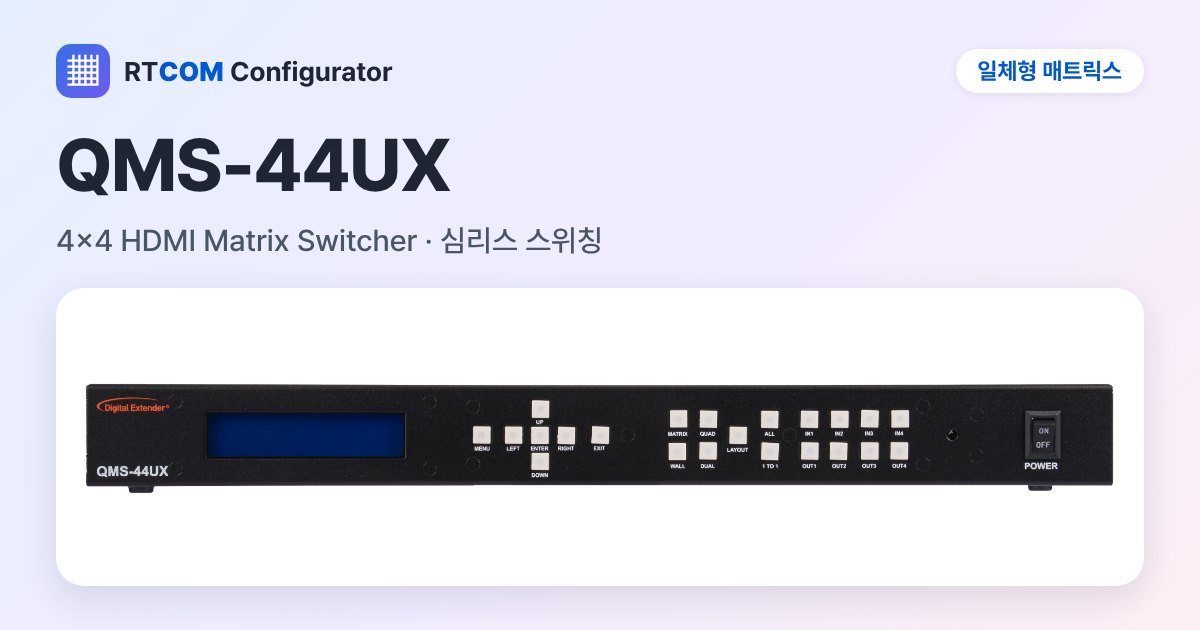 RTCOM Configurator
일체형 매트릭스
QMS-44UX
4×4 HDMI Matrix Switcher · 심리스 스위칭
Digital Extender®
QMS-44UX
UP
MENU LEFT ENTER RIGHT EXIT
DOWN
MATRIX QUAD ALL IN1 IN2 IN3 IN4
LAYOUT
WALL DUAL 1 TO 1 OUT1 OUT2 OUT3 OUT4
ON
OFF
POWER